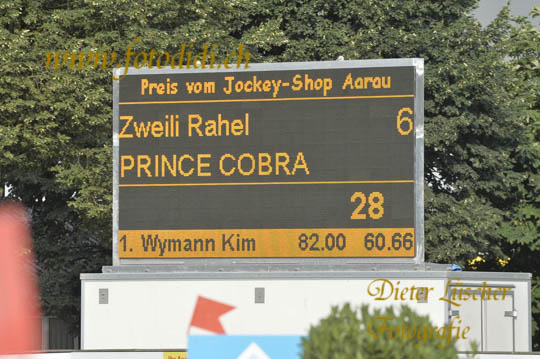 www.fotodidi.ch
Preis vom Jockey-Shop Aarau
Zweili Rahel 6
PRINCE COBRA
28
1. Wymann Kim 82.00 60.66
Dieter Lüscher
Fotografie